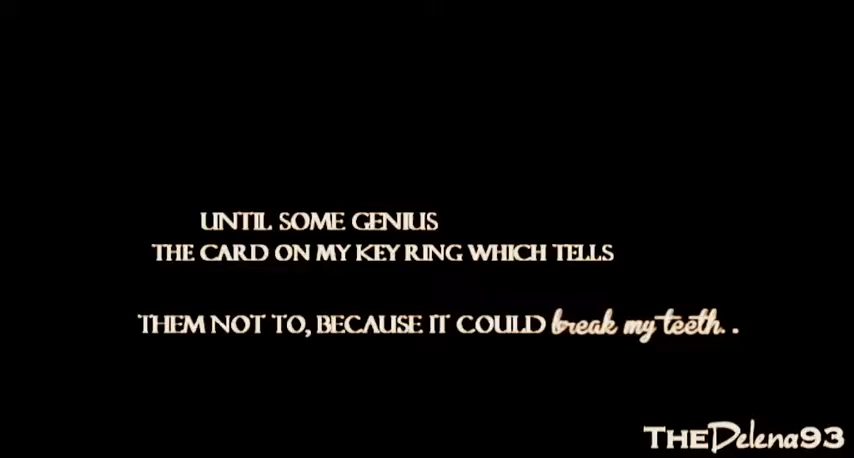 UNTIL SOME GENIUS
THE CARD ON MY KEY RING WHICH TELLS
THEM NOT TO, BECAUSE IT COULD break my teeth. .
THEDelena93